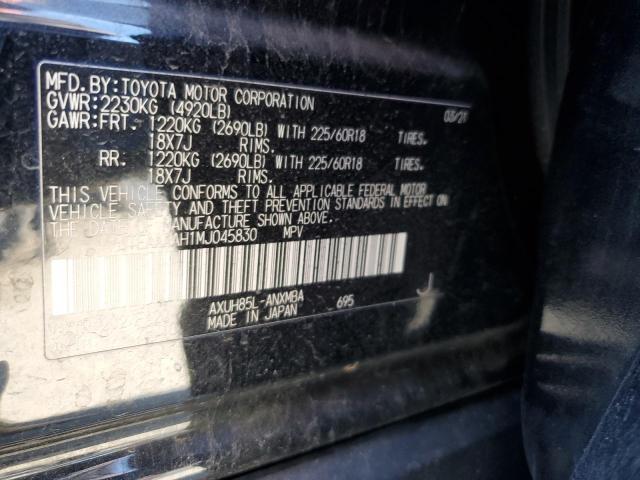 MFD.BY:TOYOTA MOTOR CORPORATION 03/21
GVWR:2230KG (4920LB)
GAWR:FRT. 1220KG (2690LB) WITH 225/60R18 TIRES.
18X7J RIMS.
RR. 1220KG (2690LB) WITH 225/60R18 TIRES.
18X7J RIMS.
THIS VEHICLE CONFORMS TO ALL APPLICABLE FEDERAL MOTOR
VEHICLE SAFETY AND THEFT PREVENTION STANDARDS IN EFFECT ON
THE DATE MANUFACTURE SHOWN ABOVE.
AH1MJ045830 MPV
AXUH85L-ANXMBA 695 J
MADE IN JAPAN